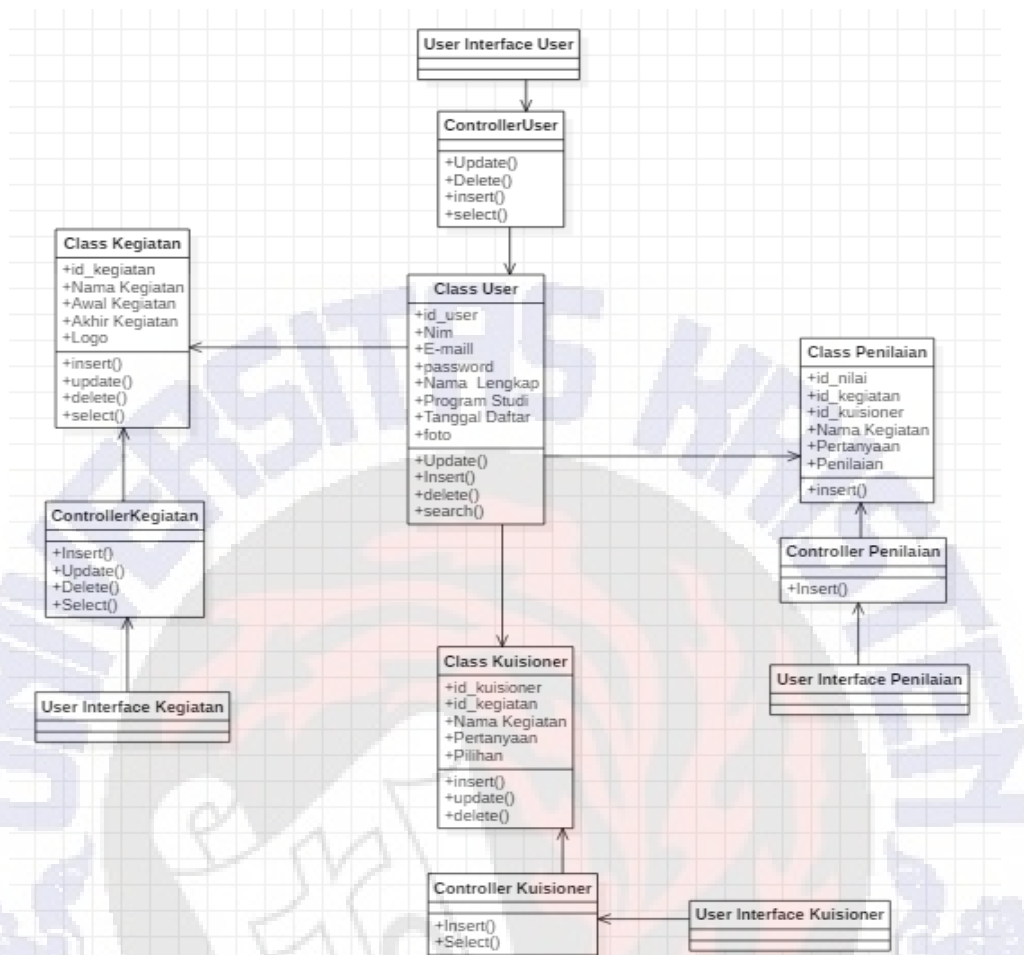 User Interface User
ControllerUser
+Update()
+Delete()
+insert()
+select()
Class Kegiatan
+id_kegiatan
+Nama Kegiatan
+Awal Kegiatan
+Akhir Kegiatan
+Logo
+insert()
+update()
+delete()
+select()
Class User
+id_user
+Nim
+E-maill
+password
+Nama Lengkap
+Program Studi
+Tanggal Daftar
+foto
+Update()
+Insert()
+delete()
+search()
Class Penilaian
+id_nilai
+id_kegiatan
+id_kuisioner
+Nama Kegiatan
+Pertanyaan
+Penilaian
+insert()
ControllerKegiatan
+Insert()
+Update()
+Delete()
+Select()
Controller Penilaian
+Insert()
User Interface Kegiatan
User Interface Penilaian
Class Kuisioner
+id_kuisioner
+id_kegiatan
+Nama Kegiatan
+Pertanyaan
+Pilihan
+insert()
+update()
+delete()
Controller Kuisioner
+Insert()
+Select()
User Interface Kuisioner
UNIVERSITAS KRISTEN